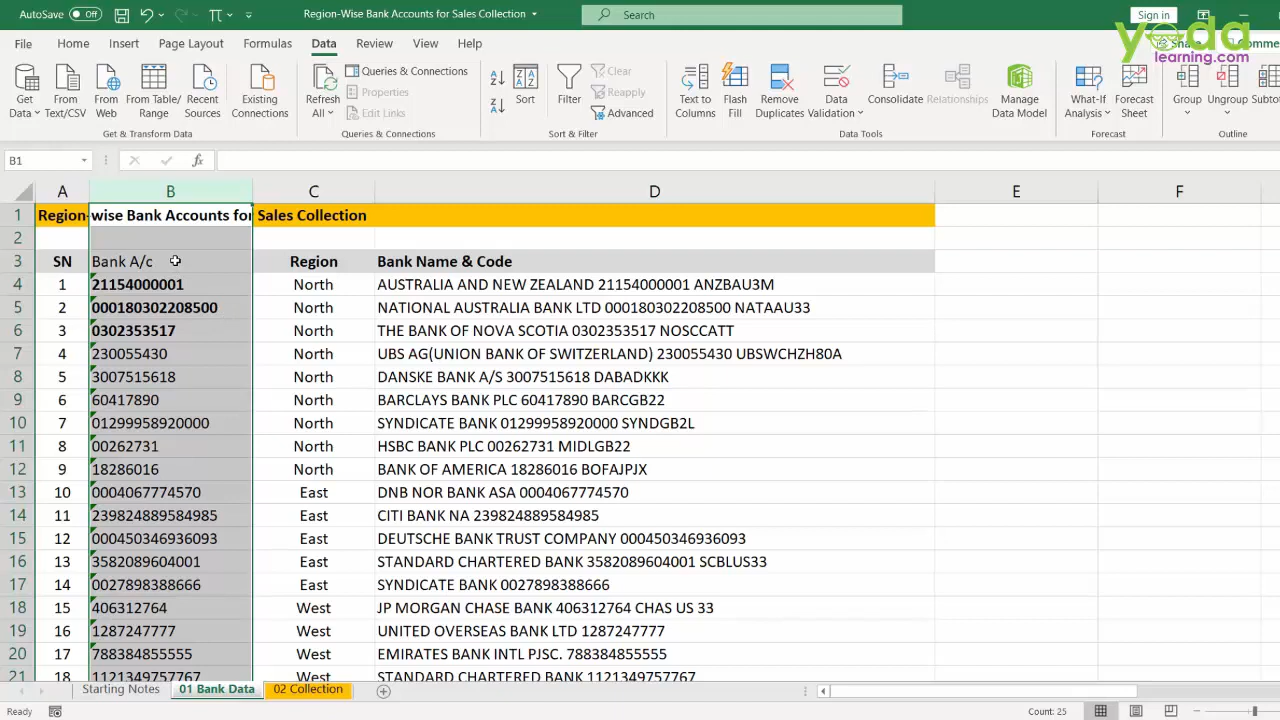 AutoSave Off Region-Wise Bank Accounts for Sales Collection Search Sign in
yoda
learning.com
File Home Insert Page Layout Formulas Data Review View Help
Get Data From Text/CSV From Web From Table/Range Recent Sources Existing Connections
Refresh All Queries & Connections Properties Edit Links
Sort Filter Clear Reapply Advanced
Text to Columns Flash Fill Remove Duplicates Data Validation Consolidate Relationships Manage Data Model
What-If Analysis Forecast Sheet Group Ungroup
Get & Transform Data Queries & Connections Sort & Filter Data Tools Forecast Outline
B1 fx
A B C D E F
1 Region-wise Bank Accounts for Sales Collection
2
3 SN Bank A/c Region Bank Name & Code
4 1 21154000001 North AUSTRALIA AND NEW ZEALAND 21154000001 ANZBAU3M
5 2 000180302208500 North NATIONAL AUSTRALIA BANK LTD 000180302208500 NATAAU33
6 3 0302353517 North THE BANK OF NOVA SCOTIA 0302353517 NOSCCATT
7 4 230055430 North UBS AG(UNION BANK OF SWITZERLAND) 230055430 UBSWCHZH80A
8 5 3007515618 North DANSKE BANK A/S 3007515618 DABADKKK
9 6 60417890 North BARCLAYS BANK PLC 60417890 BARCGB22
10 7 01299958920000 North SYNDICATE BANK 01299958920000 SYNDGB2L
11 8 00262731 North HSBC BANK PLC 00262731 MIDLGB22
12 9 18286016 North BANK OF AMERICA 18286016 BOFAJPJX
13 10 0004067774570 East DNB NOR BANK ASA 0004067774570
14 11 239824889584985 East CITI BANK NA 239824889584985
15 12 000450346936093 East DEUTSCHE BANK TRUST COMPANY 000450346936093
16 13 3582089604001 East STANDARD CHARTERED BANK 3582089604001 SCBLUS33
17 14 0027898388666 East SYNDICATE BANK 0027898388666
18 15 406312764 West JP MORGAN CHASE BANK 406312764 CHAS US 33
19 16 1287247777 West UNITED OVERSEAS BANK LTD 1287247777
20 17 788384855555 West EMIRATES BANK INTL PJSC. 788384855555
21 18 1121349757767 West STANDARD CHARTERED BANK 1121349757767
Starting Notes 01 Bank Data 02 Collection
Ready Count: 25